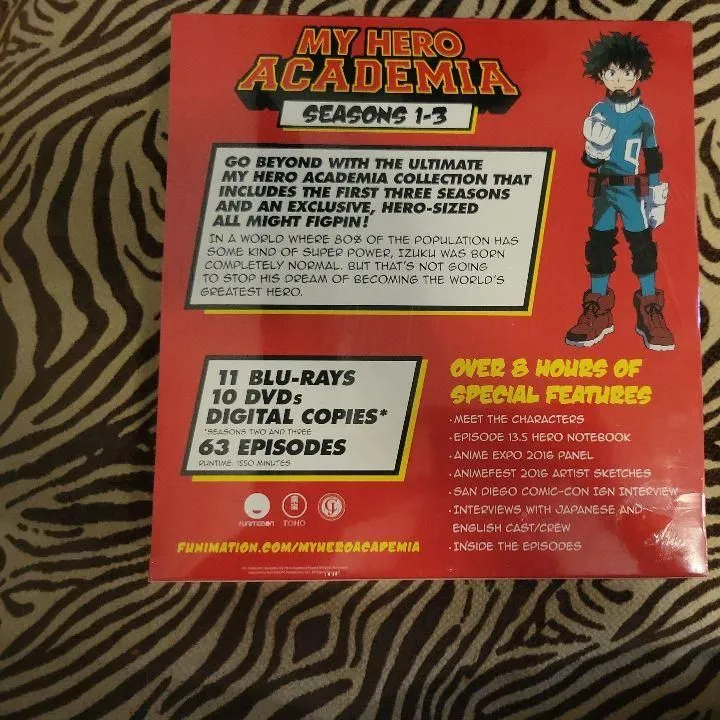 MY HERO
ACADEMIA
SEASONS 1-3
GO BEYOND WITH THE ULTIMATE
MY HERO ACADEMIA COLLECTION THAT
INCLUDES THE FIRST THREE SEASONS
AND AN EXCLUSIVE, HERO-SIZED
ALL MIGHT FIGPIN!
IN A WORLD WHERE 80% OF THE POPULATION HAS
SOME KIND OF SUPER POWER, IZUKU WAS BORN
COMPLETELY NORMAL. BUT THAT'S NOT GOING
TO STOP HIS DREAM OF BECOMING THE WORLD'S
GREATEST HERO.
11 BLU-RAYS
10 DVDs
DIGITAL COPIES*
*SEASONS TWO AND THREE
63 EPISODES
RUNTIME: 1550 MINUTES
FUNIMATION
TOHO
FUNIMATION.COM/MYHEROACADEMIA
OVER 8 HOURS OF
SPECIAL FEATURES
· MEET THE CHARACTERS
· EPISODE 13.5 HERO NOTEBOOK
· ANIME EXPO 2016 PANEL
· ANIMEFEST 2016 ARTIST SKETCHES
· SAN DIEGO COMIC-CON IGN INTERVIEW
· INTERVIEWS WITH JAPANESE AND
ENGLISH CAST/CREW
· INSIDE THE EPISODES